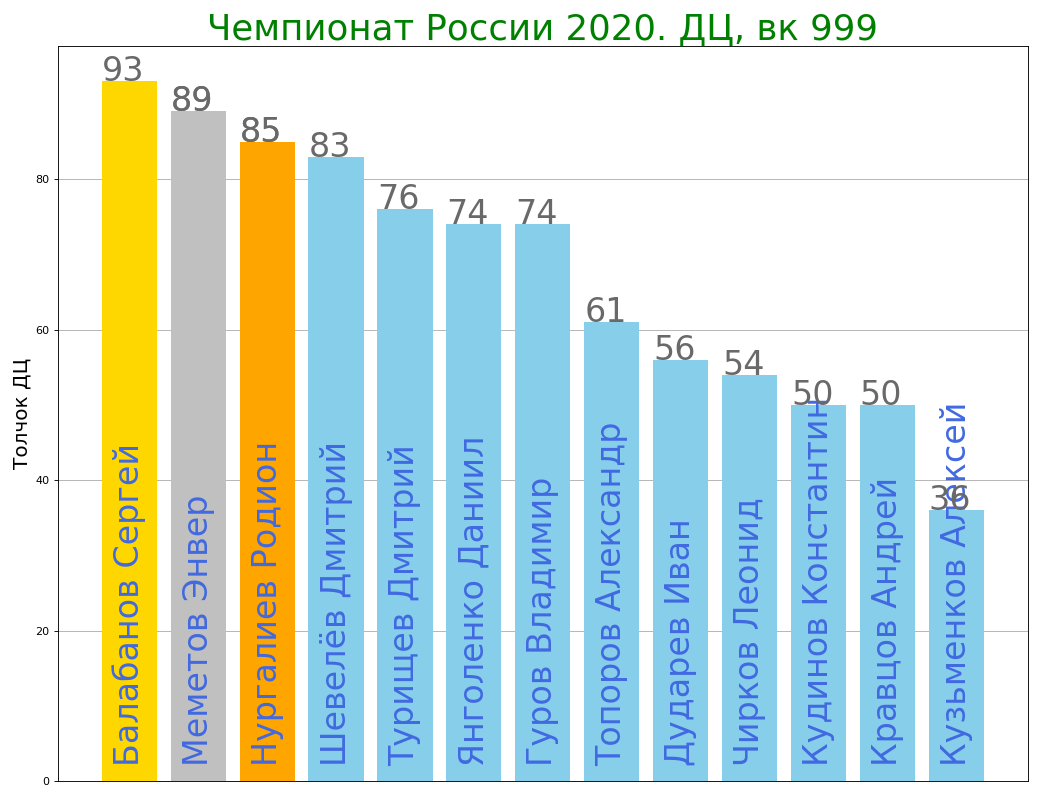 Чемпионат России 2020. ДЦ, вк 999
Толчок ДЦ
80
60
40
20
0
93
89
85
83
76
74
74
61
56
54
50
50
36
Балабанов Сергей
Меметов Энвер
Нургалиев Родион
Шевелёв Дмитрий
Турищев Дмитрий
Янголенко Даниил
Гуров Владимир
Топоров Александр
Дударев Иван
Чирков Леонид
Кудинов Константин
Кравцов Андрей
Кузьменков Алексей